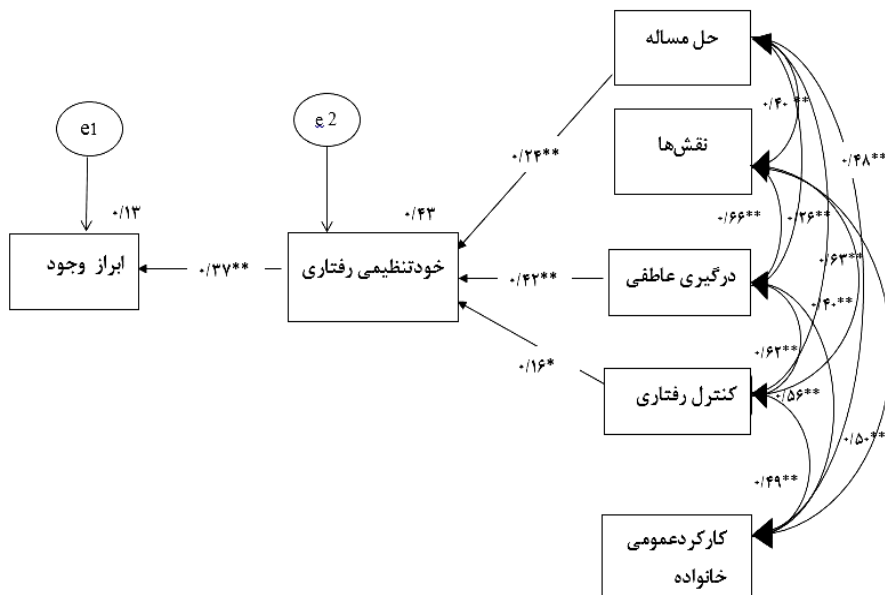 حل مساله
۰/۴۰**
نقش‌ها
e1
e 2
۰/۲۴**
۰/۴۸**
۰/۱۳
۰/۴۳
۰/۶۶**
۰/۲۶**
ابراز وجود
۰/۳۷**
خودتنظیمی رفتاری
۰/۴۲**
درگیری عاطفی
۰/۶۳**
۰/۴۰**
۰/۶۲**
۰/۱۶*
کنترل رفتاری
۰/۵۶**
۰/۵۰**
۰/۴۹**
کارکردعمومی
خانواده